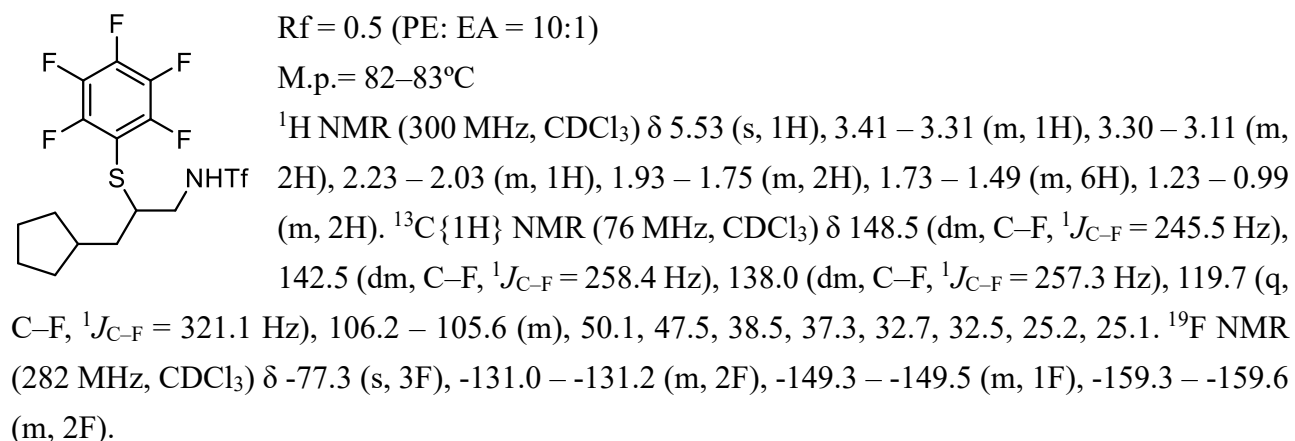 F
F
F
F
F
S
NHTf
Rf = 0.5 (PE: EA = 10:1)
M.p.= 82–83ºC
¹H NMR (300 MHz, CDCl₃) δ 5.53 (s, 1H), 3.41 – 3.31 (m, 1H), 3.30 – 3.11 (m,
2H), 2.23 – 2.03 (m, 1H), 1.93 – 1.75 (m, 2H), 1.73 – 1.49 (m, 6H), 1.23 – 0.99
(m, 2H). ¹³C{1H} NMR (76 MHz, CDCl₃) δ 148.5 (dm, C–F, ¹J_C–F = 245.5 Hz),
142.5 (dm, C–F, ¹J_C–F = 258.4 Hz), 138.0 (dm, C–F, ¹J_C–F = 257.3 Hz), 119.7 (q,
C–F, ¹J_C–F = 321.1 Hz), 106.2 – 105.6 (m), 50.1, 47.5, 38.5, 37.3, 32.7, 32.5, 25.2, 25.1. ¹⁹F NMR
(282 MHz, CDCl₃) δ -77.3 (s, 3F), -131.0 – -131.2 (m, 2F), -149.3 – -149.5 (m, 1F), -159.3 – -159.6
(m, 2F).